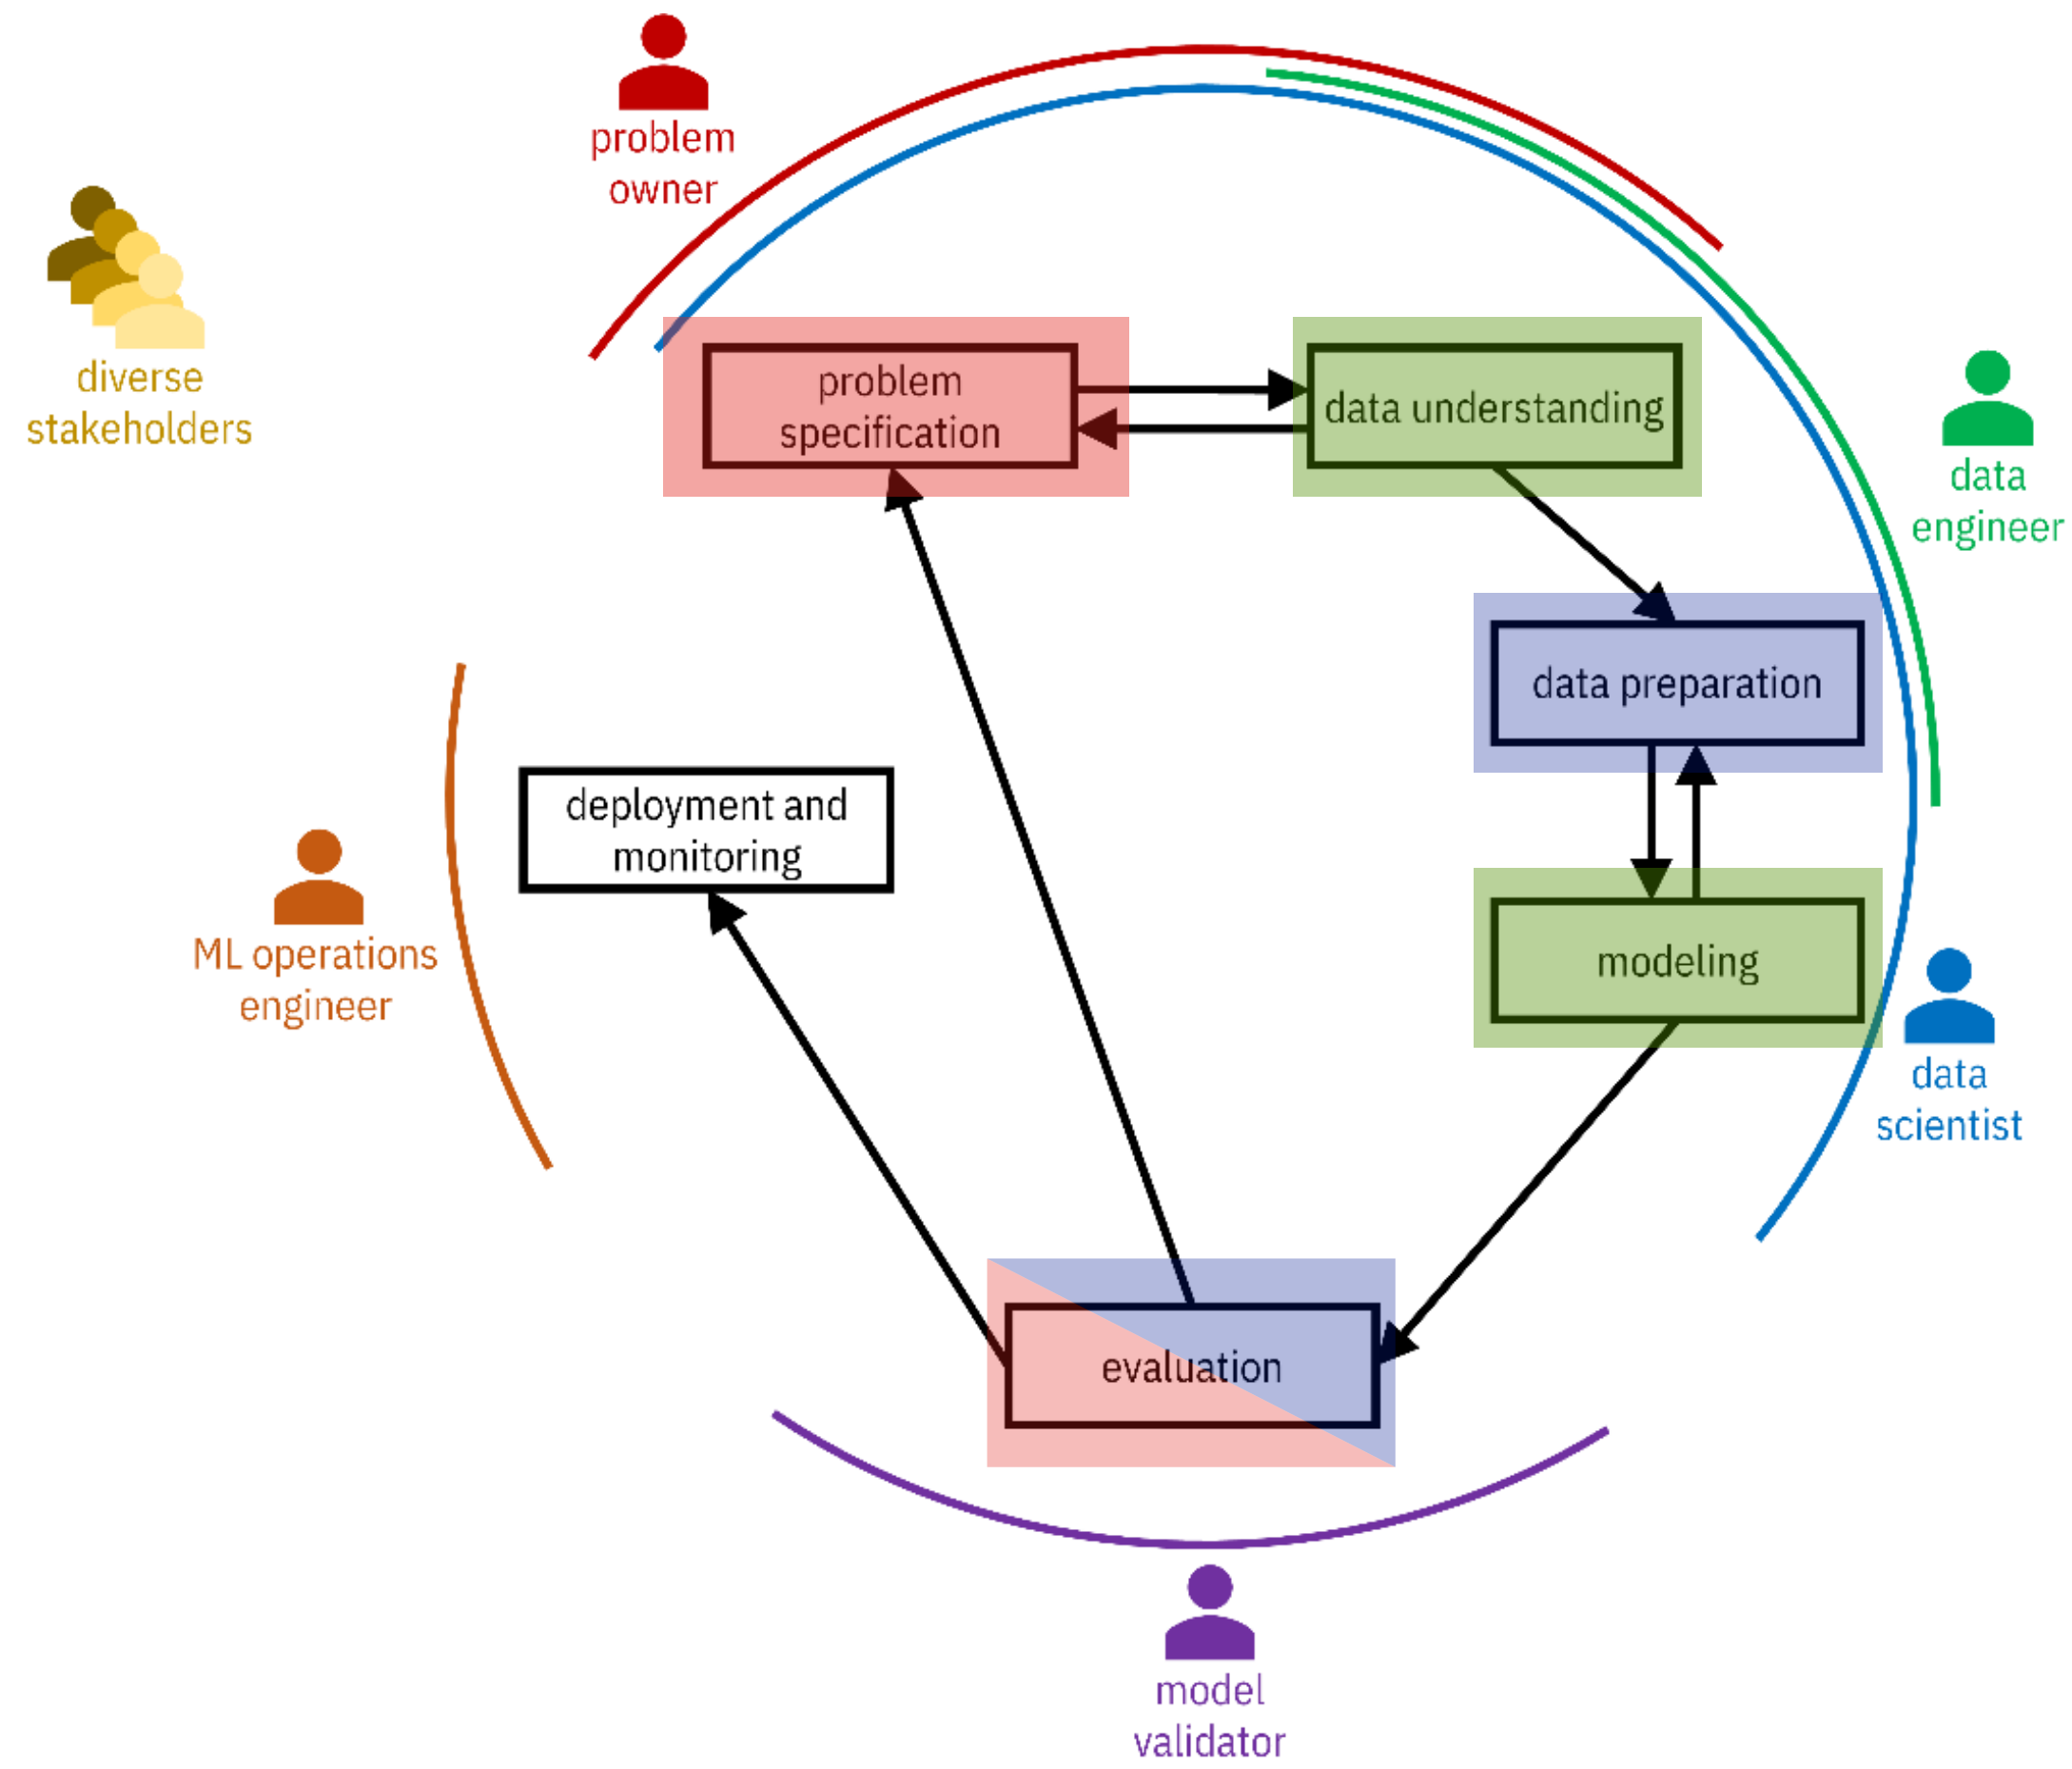 problem
owner
diverse
stakeholders
problem
specification
data understanding
data
engineer
data preparation
deployment and
monitoring
ML operations
engineer
modeling
data
scientist
evaluation
model
validator